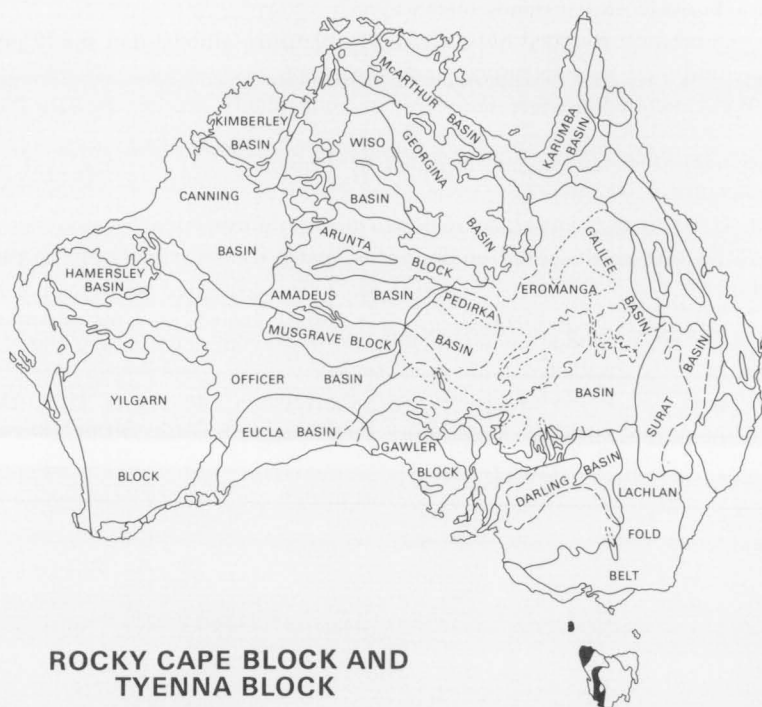 McARTHUR BASIN
KIMBERLEY
BASIN
KARUMBA
BASIN
WISO
BASIN
GEORGINA
BASIN
CANNING
BASIN
ARUNTA
BLOCK
GALILEE
BASIN
HAMERSLEY
BASIN
AMADEUS BASIN
PEDIRKA
BASIN
EROMANGA
BASIN
MUSGRAVE BLOCK
OFFICER BASIN
YILGARN
BLOCK
SURAT
BASIN
EUCLA BASIN
GAWLER
BLOCK
DARLING
BASIN
LACHLAN
FOLD
BELT
ROCKY CAPE BLOCK AND
TYENNA BLOCK